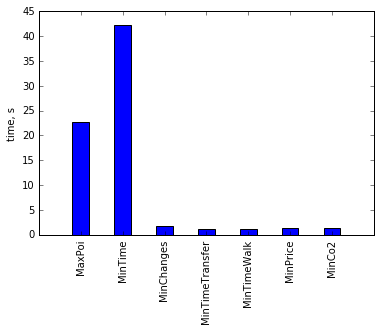 45
40
35
30
25
20
15
10
5
0
time, s
MaxPoi
MinTime
MinChanges
MinTimeTransfer
MinTimeWalk
MinPrice
MinCo2